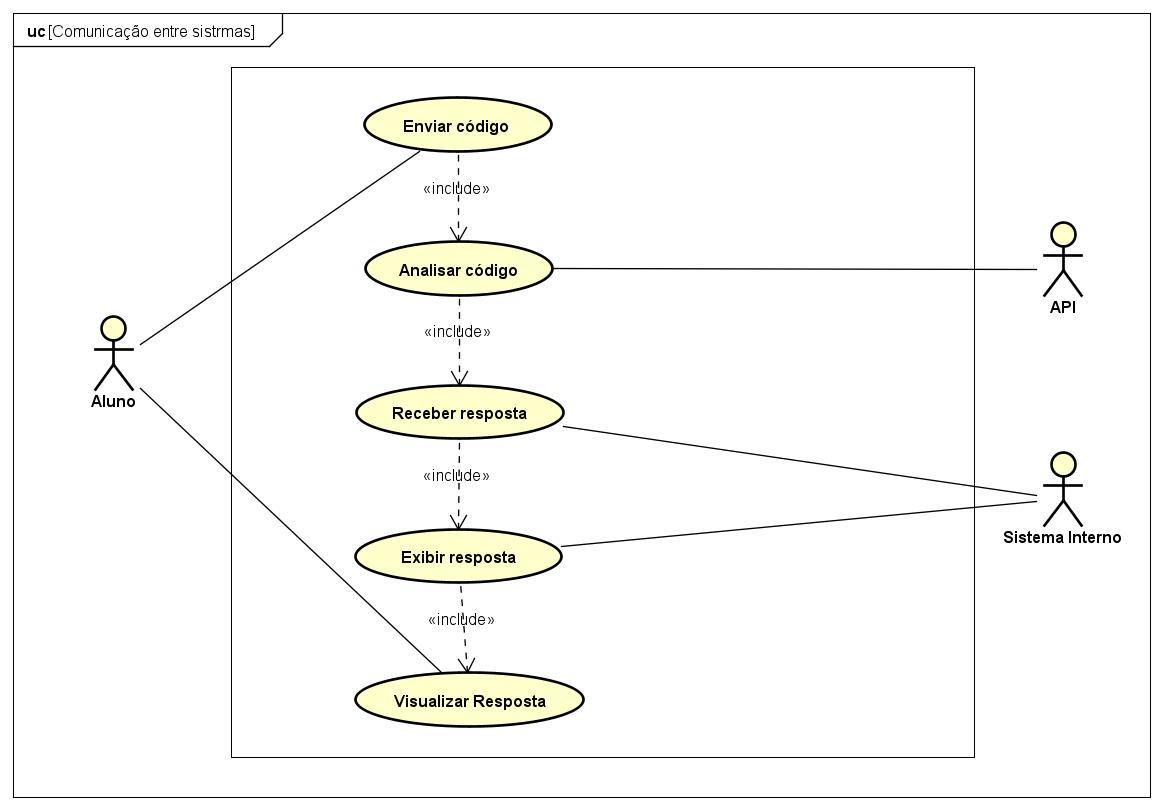 uc [Comunicação entre sistrmas]
Enviar código
«include»
Analisar código
API
«include»
Aluno
Receber resposta
«include»
Sistema Interno
Exibir resposta
«include»
Visualizar Resposta